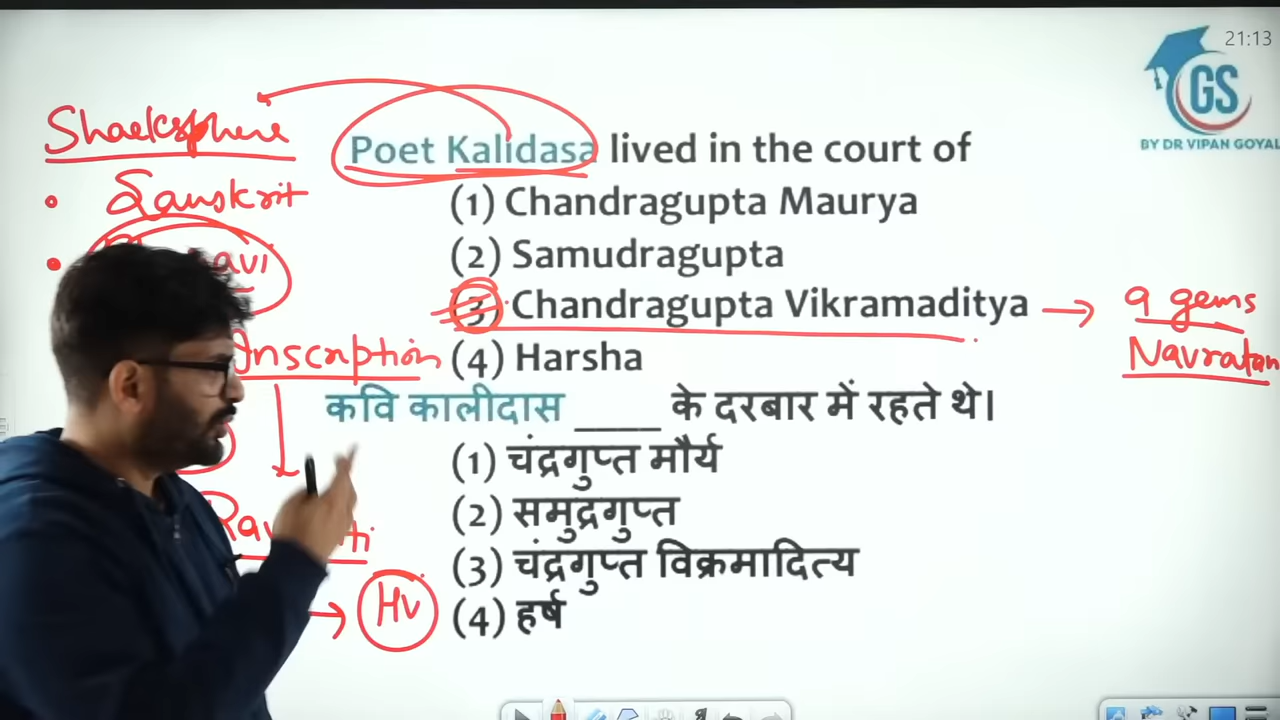 21:13
GS
BY DR VIPAN GOYAL
Shaeksphere
Poet Kalidasa lived in the court of
• Sanskrit
(1) Chandragupta Maurya
(2) Samudragupta
(3) Chandragupta Vikramaditya → 9 gems
Navratan
Inscription
(4) Harsha
कवि कालीदास _____ के दरबार में रहते थे।
(1) चंद्रगुप्त मौर्य
(2) समुद्रगुप्त
(3) चंद्रगुप्त विक्रमादित्य
→ HV
(4) हर्ष